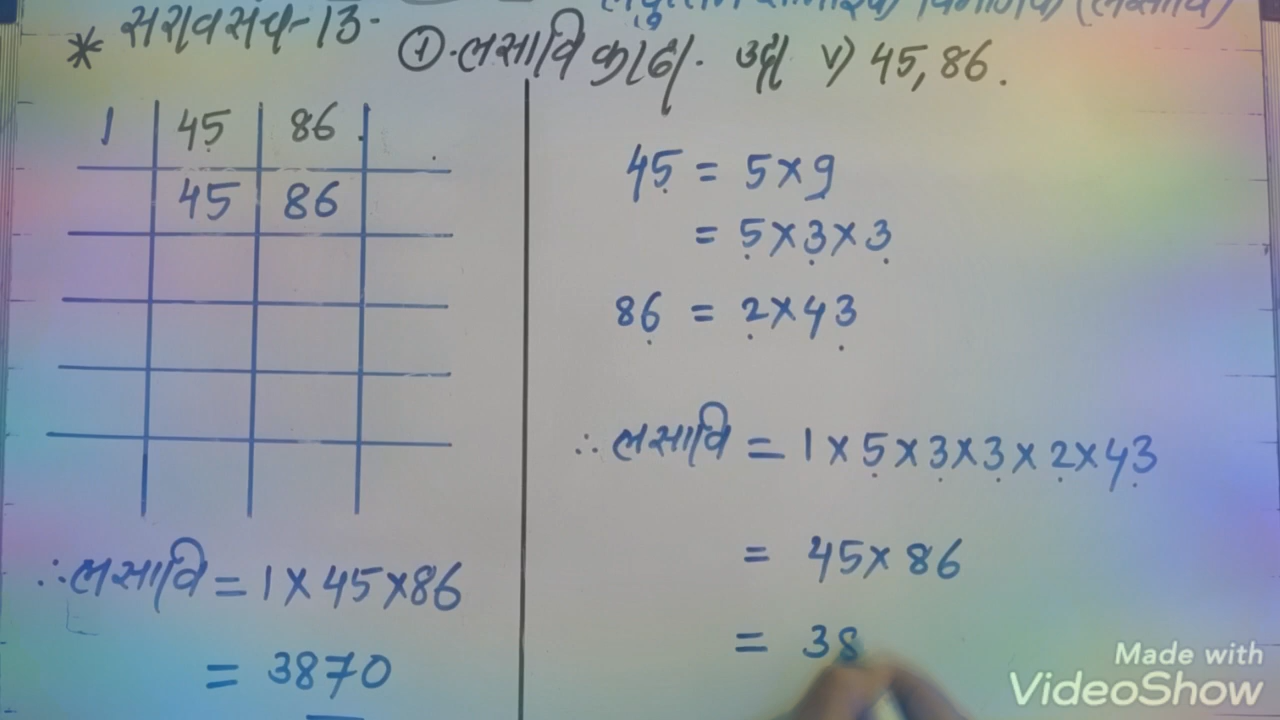 (लसावि)
* सरावसंच-13.
① लसावि काढा. उदा v) 45, 86.
1 45 86
45 86
∴ लसावि = 1 × 45 × 86
= 3870
45 = 5 × 9
= 5 × 3 × 3
86 = 2 × 43
∴ लसावि = 1 × 5 × 3 × 3 × 2 × 43
= 45 × 86
= 38
Made with
VideoShow